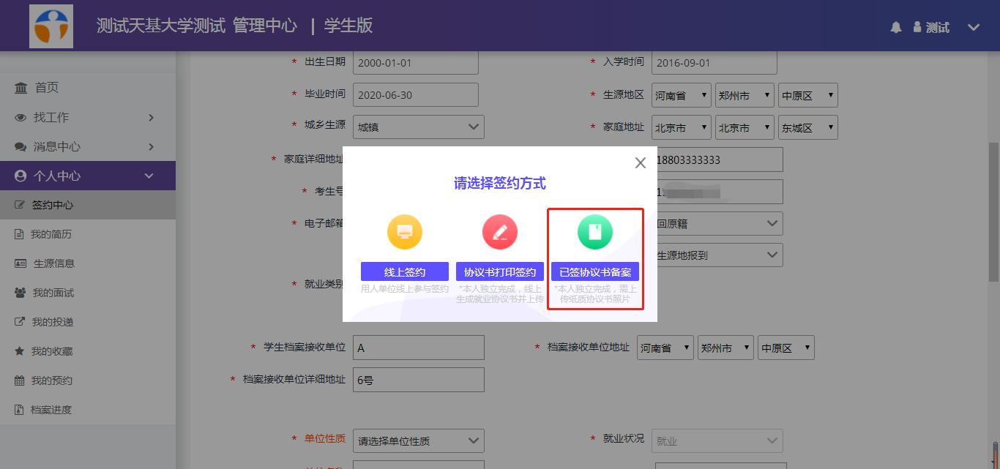 测试天基大学测试 管理中心 | 学生版
测试
首页
找工作
消息中心
个人中心
签约中心
我的简历
生源信息
我的面试
我的投递
我的收藏
我的预约
档案进度
* 出生日期 2000-01-01 * 入学时间 2016-09-01
* 毕业时间 2020-06-30 * 生源地区 河南省 郑州市 中原区
* 城乡生源 城镇 * 家庭地址 北京市 北京市 东城区
* 家庭详细地址 18803333333
* 考生号
* 电子邮箱 回原籍
生源地报到
* 就业类别
请选择签约方式
线上签约
用人单位线上参与签约
协议书打印签约
*本人独立完成，线上
生成就业协议书并上传
已签协议书备案
*本人独立完成，需上
传纸质协议书照片
* 学生档案接收单位 A * 档案接收单位地址 河南省 郑州市 中原区
* 档案接收单位详细地址 6号
* 单位性质 请选择单位性质 * 就业状况 就业